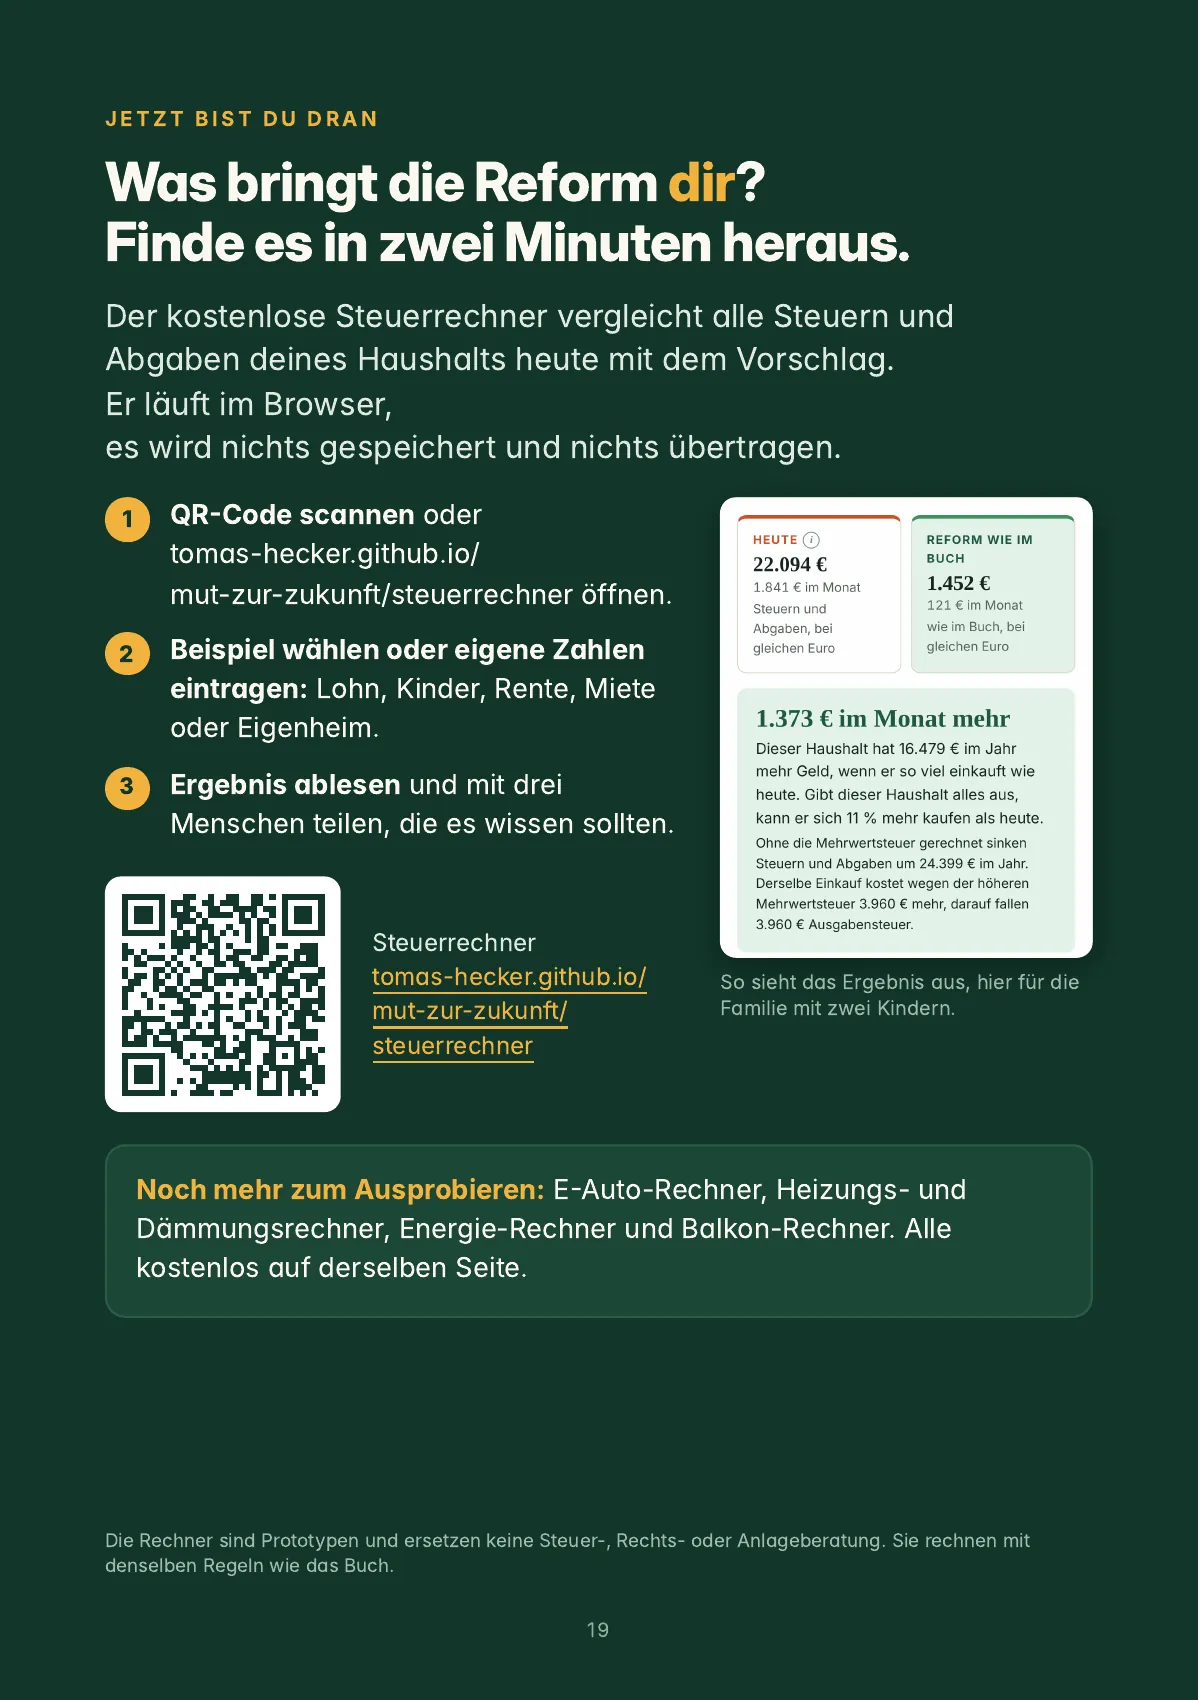 JETZT BIST DU DRAN
Was bringt die Reform dir?
Finde es in zwei Minuten heraus.
Der kostenlose Steuerrechner vergleicht alle Steuern und
Abgaben deines Haushalts heute mit dem Vorschlag.
Er läuft im Browser,
es wird nichts gespeichert und nichts übertragen.
1
QR-Code scannen oder
tomas-hecker.github.io/
mut-zur-zukunft/steuerrechner öffnen.
2
Beispiel wählen oder eigene Zahlen
eintragen: Lohn, Kinder, Rente, Miete
oder Eigenheim.
3
Ergebnis ablesen und mit drei
Menschen teilen, die es wissen sollten.
Steuerrechner
tomas-hecker.github.io/
mut-zur-zukunft/
steuerrechner
HEUTE i
22.094 €
1.841 € im Monat
Steuern und
Abgaben, bei
gleichen Euro
REFORM WIE IM
BUCH
1.452 €
121 € im Monat
wie im Buch, bei
gleichen Euro
1.373 € im Monat mehr
Dieser Haushalt hat 16.479 € im Jahr
mehr Geld, wenn er so viel einkauft wie
heute. Gibt dieser Haushalt alles aus,
kann er sich 11 % mehr kaufen als heute.
Ohne die Mehrwertsteuer gerechnet sinken
Steuern und Abgaben um 24.399 € im Jahr.
Derselbe Einkauf kostet wegen der höheren
Mehrwertsteuer 3.960 € mehr, darauf fallen
3.960 € Ausgabensteuer.
So sieht das Ergebnis aus, hier für die
Familie mit zwei Kindern.
Noch mehr zum Ausprobieren: E-Auto-Rechner, Heizungs- und
Dämmungsrechner, Energie-Rechner und Balkon-Rechner. Alle
kostenlos auf derselben Seite.
Die Rechner sind Prototypen und ersetzen keine Steuer-, Rechts- oder Anlageberatung. Sie rechnen mit
denselben Regeln wie das Buch.
19